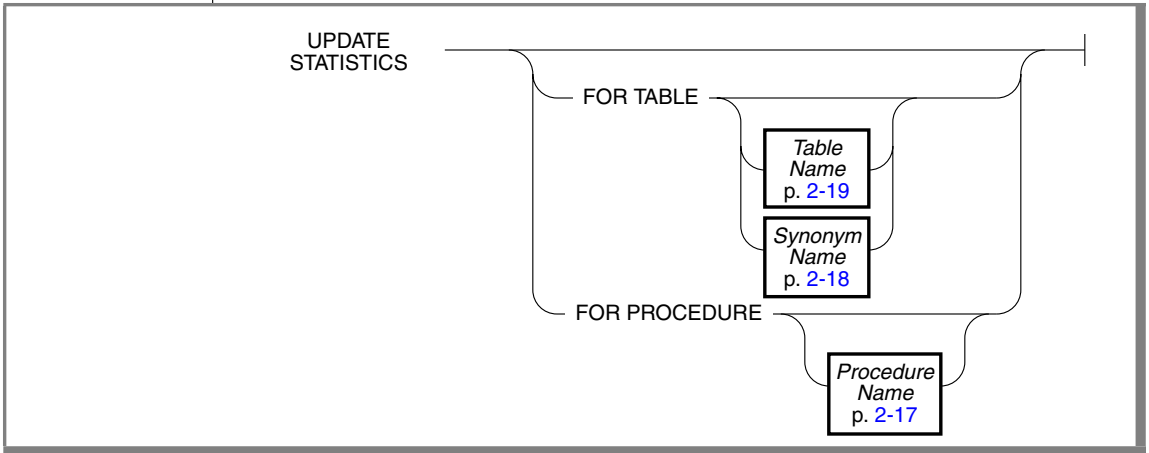 UPDATE
STATISTICS
FOR TABLE
Table
Name
p. 2-19
Synonym
Name
p. 2-18
FOR PROCEDURE
Procedure
Name
p. 2-17